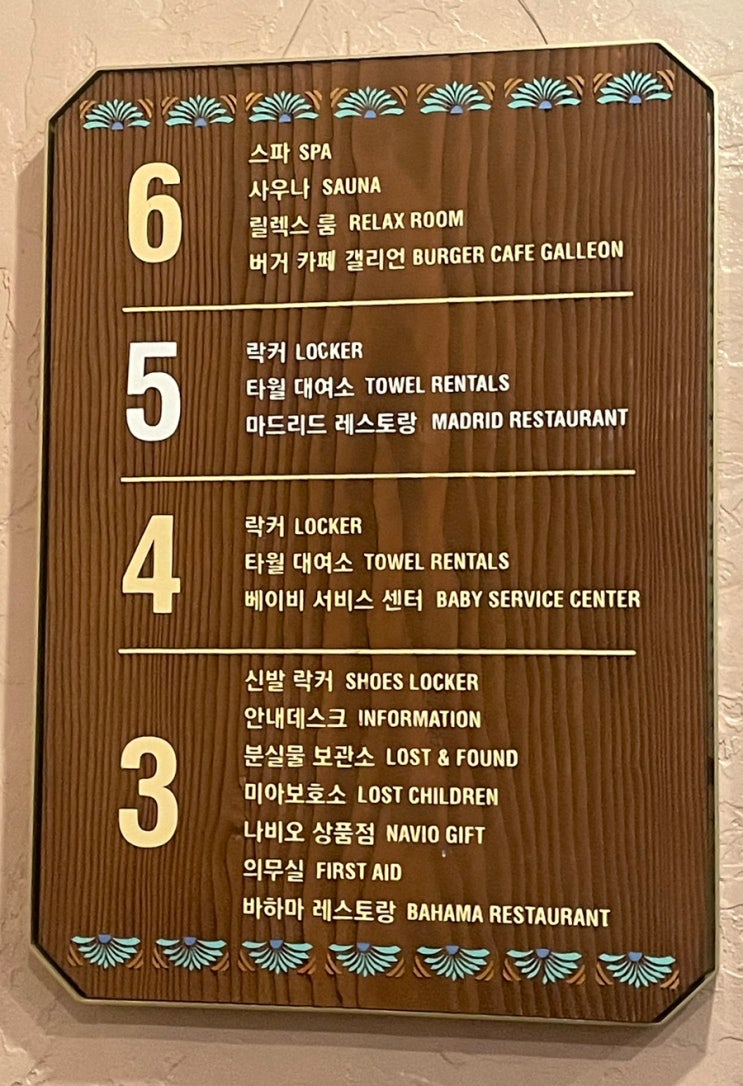 6
스파 SPA
사우나 SAUNA
릴렉스 룸 RELAX ROOM
버거 카페 갤리언 BURGER CAFE GALLEON
5
락커 LOCKER
타월 대여소 TOWEL RENTALS
마드리드 레스토랑 MADRID RESTAURANT
4
락커 LOCKER
타월 대여소 TOWEL RENTALS
베이비 서비스 센터 BABY SERVICE CENTER
3
신발 락커 SHOES LOCKER
안내데스크 INFORMATION
분실물 보관소 LOST & FOUND
미아보호소 LOST CHILDREN
나비오 상품점 NAVIO GIFT
의무실 FIRST AID
바하마 레스토랑 BAHAMA RESTAURANT